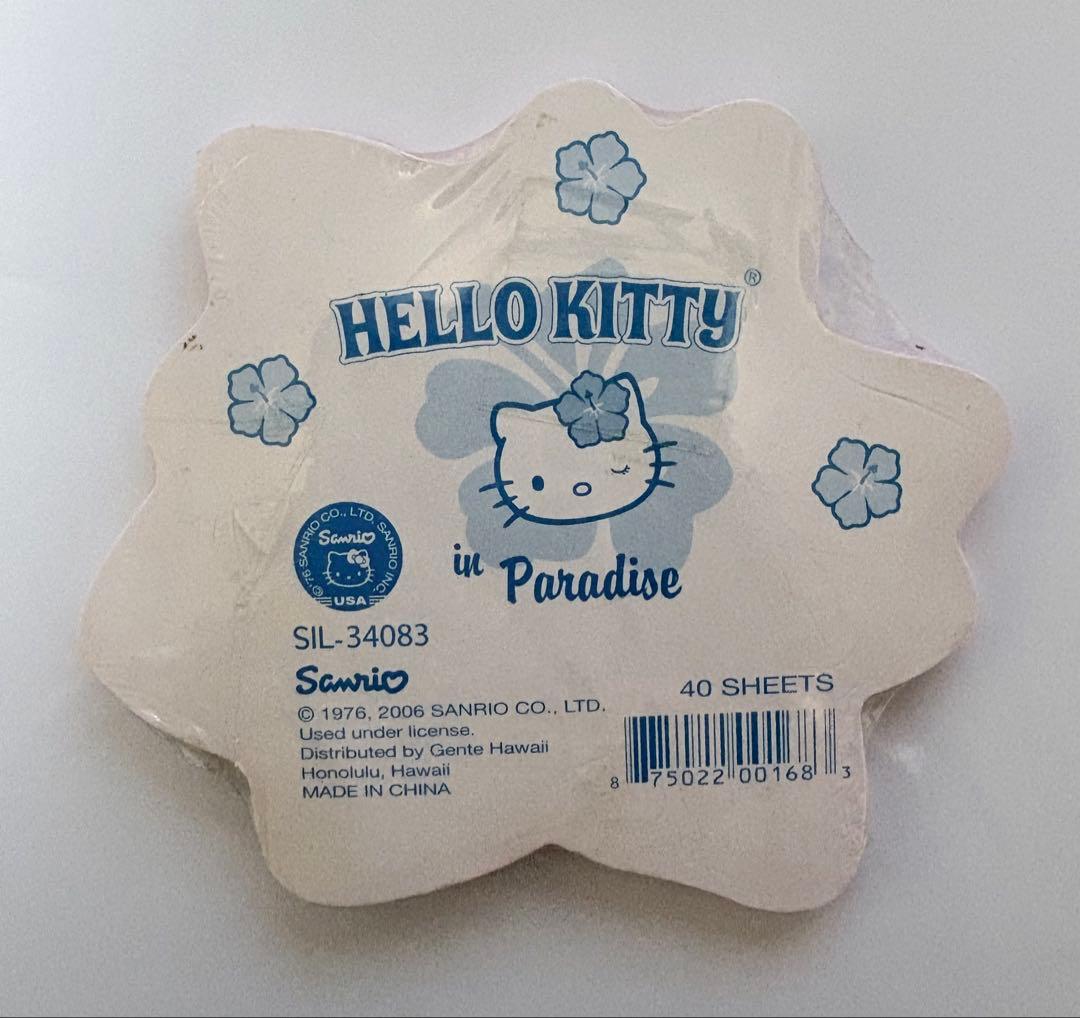 HELLO KITTY®
in Paradise
© '76 SANRIO CO., LTD. SANRIO INC.
Sanrio
USA
SIL-34083
Sanrio
© 1976, 2006 SANRIO CO., LTD.
Used under license.
Distributed by Gente Hawaii
Honolulu, Hawaii
MADE IN CHINA
40 SHEETS
8 75022 00168 3